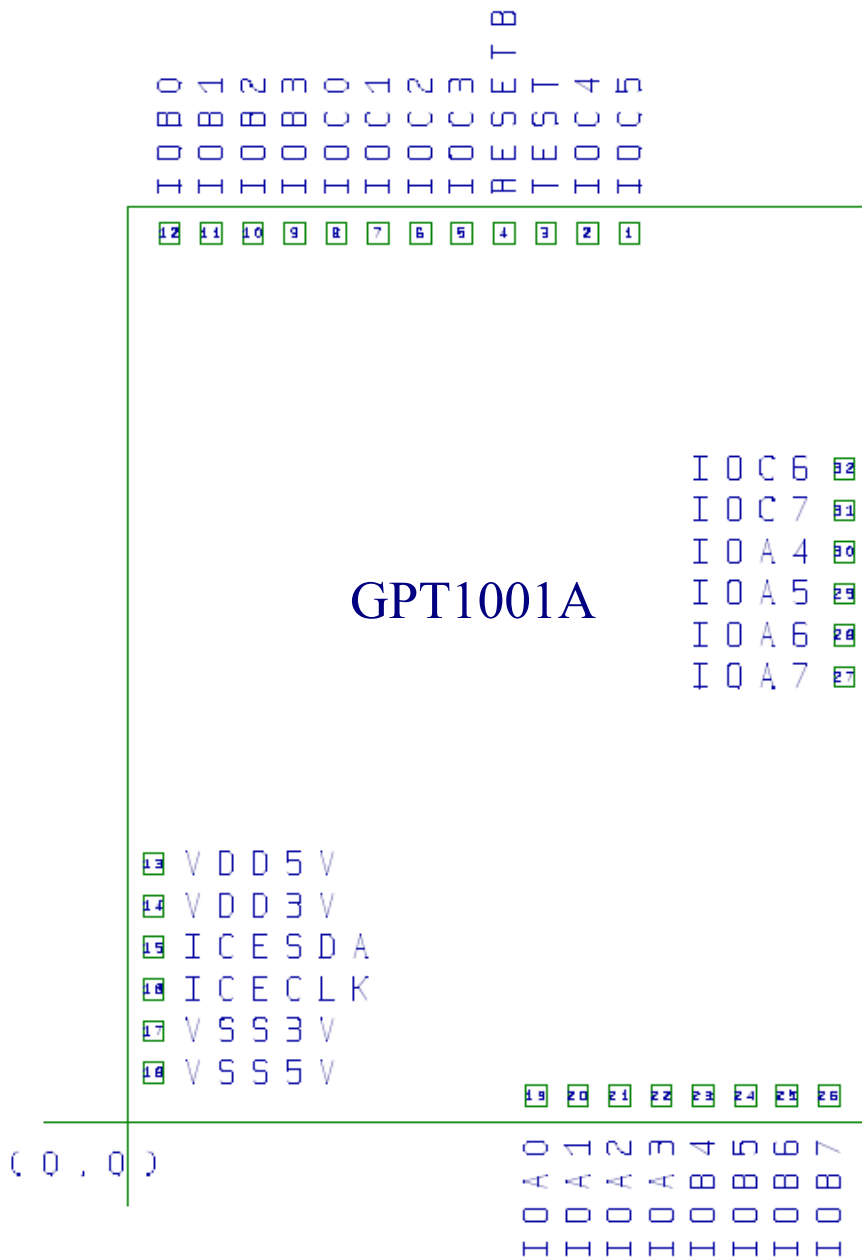 IOB0 IOB1 IOB2 IOB3 IOC0 IOC1 IOC2 IOC3 RESETB TEST IOC4 IOC5
12 11 10 9 8 7 6 5 4 3 2 1
IOC6 32
IOC7 31
IOA4 30
IOA5 29
IOA6 28
IOA7 27
GPT1001A
13 VDD5V
14 VDD3V
15 ICESDA
16 ICECLK
17 VSS3V
18 VSS5V
19 20 21 22 23 24 25 26
(0,0)
IOA0 IOA1 IOA2 IOA3 IOB4 IOB5 IOB6 IOB7